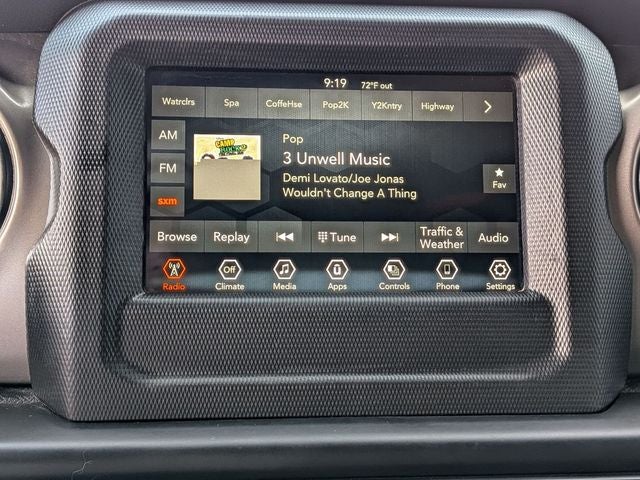 9:19 72°F out
Watrclrs Spa CoffeHse Pop2K Y2Kntry Highway
AM
FM
sxm
CAMP
Pop
3 Unwell Music
Demi Lovato/Joe Jonas
Wouldn't Change A Thing
Fav
Browse Replay Tune Traffic & Weather Audio
Off
Radio Climate Media Apps Controls Phone Settings